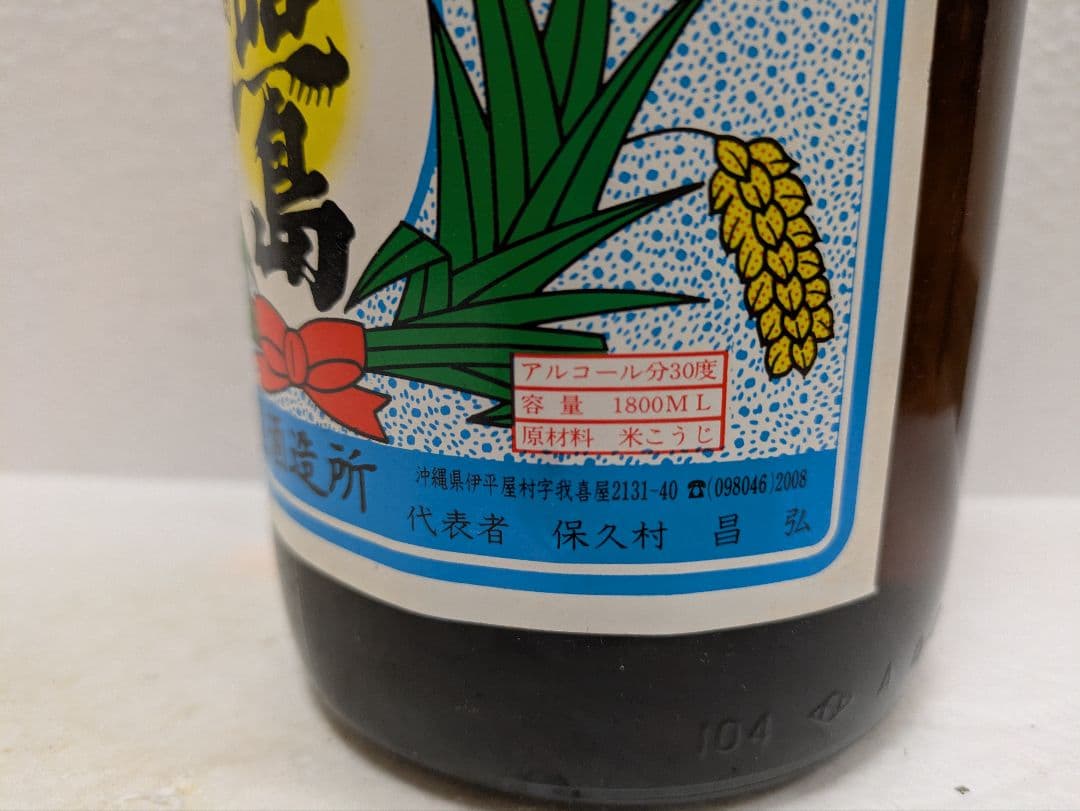 島
アルコール分30度
容量 1800ML
原材料 米こうじ
酒造所
沖縄県伊平屋村字我喜屋2131-40 ☎(098046)2008
代表者 保久村 昌弘
104